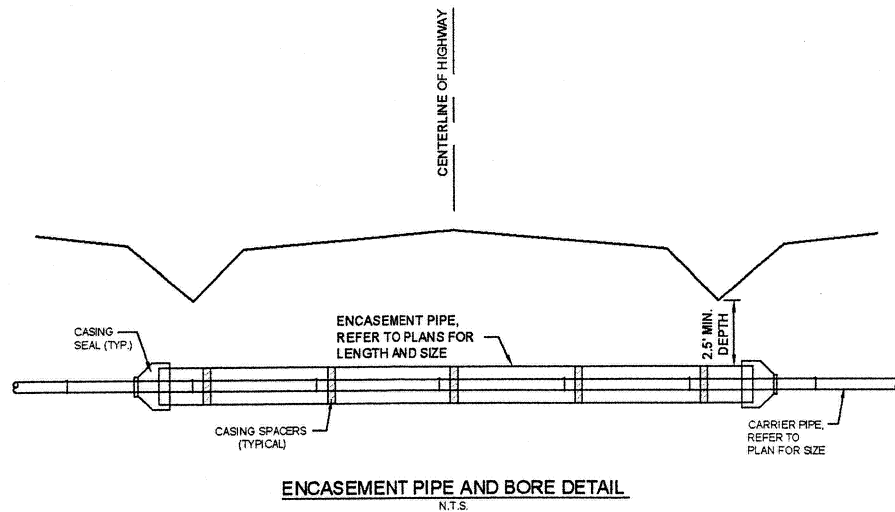 CENTERLINE OF HIGHWAY
CASING
SEAL (TYP.)
ENCASEMENT PIPE,
REFER TO PLANS FOR
LENGTH AND SIZE
2.5' MIN.
DEPTH
CASING SPACERS
(TYPICAL)
CARRIER PIPE,
REFER TO
PLAN FOR SIZE
ENCASEMENT PIPE AND BORE DETAIL
N.T.S.